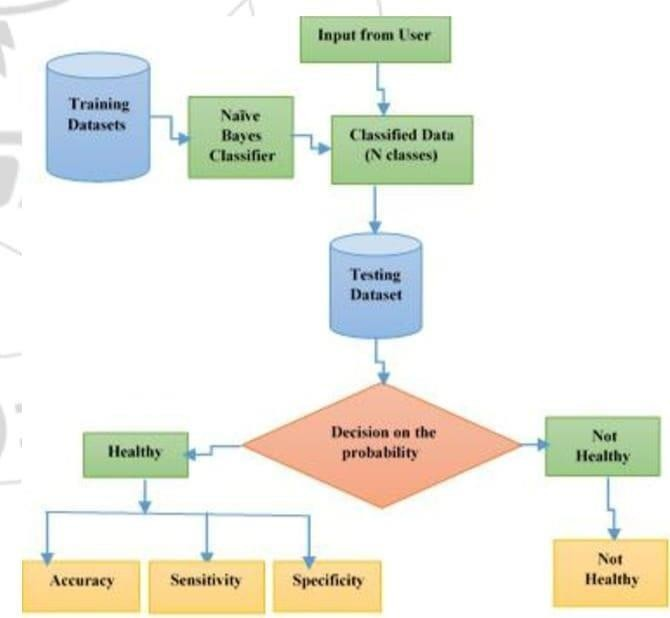 Input from User
Training
Datasets
Naïve
Bayes
Classifier
Classified Data
(N classes)
Testing
Dataset
Decision on the
probability
Healthy
Not
Healthy
Accuracy
Sensitivity
Specificity
Not
Healthy